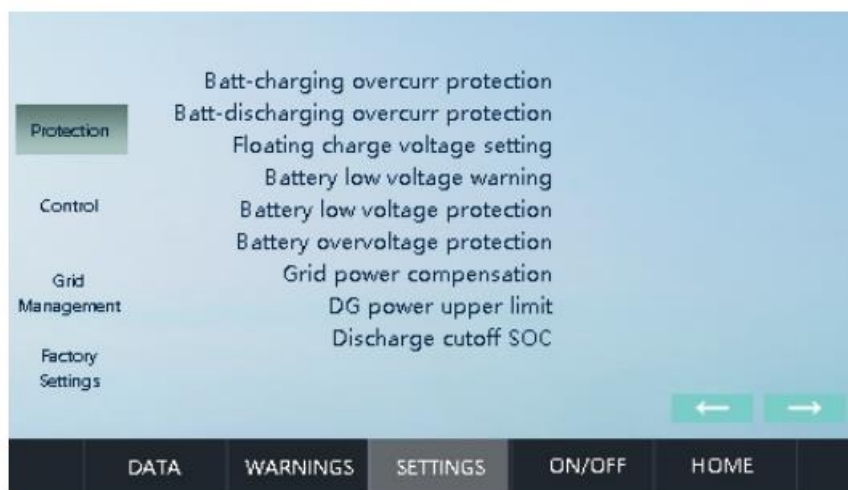 Batt-charging overcurr protection
Batt-discharging overcurr protection
Floating charge voltage setting
Battery low voltage warning
Battery low voltage protection
Battery overvoltage protection
Grid power compensation
DG power upper limit
Discharge cutoff SOC
Protection
Control
Grid
Management
Factory
Settings
← →
DATA WARNINGS SETTINGS ON/OFF HOME